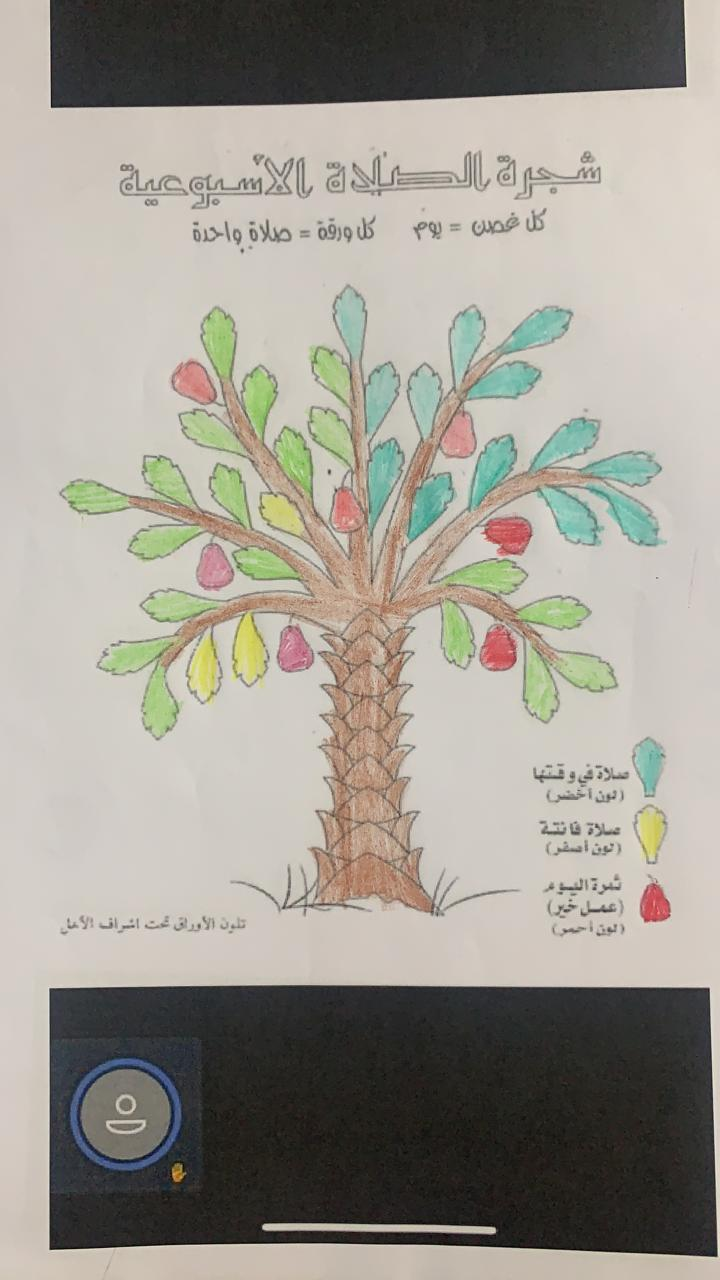 شجرة الصلاة الأسبوعية
كل غصن = يوم كل ورقة = صلاة واحدة
صلاة في وقتها
(لون أخضر)
صلاة فائتة
(لون أصفر)
ثمرة اليوم
(عمل خير)
(لون أحمر)
تلون الأوراق تحت اشراف الأهل